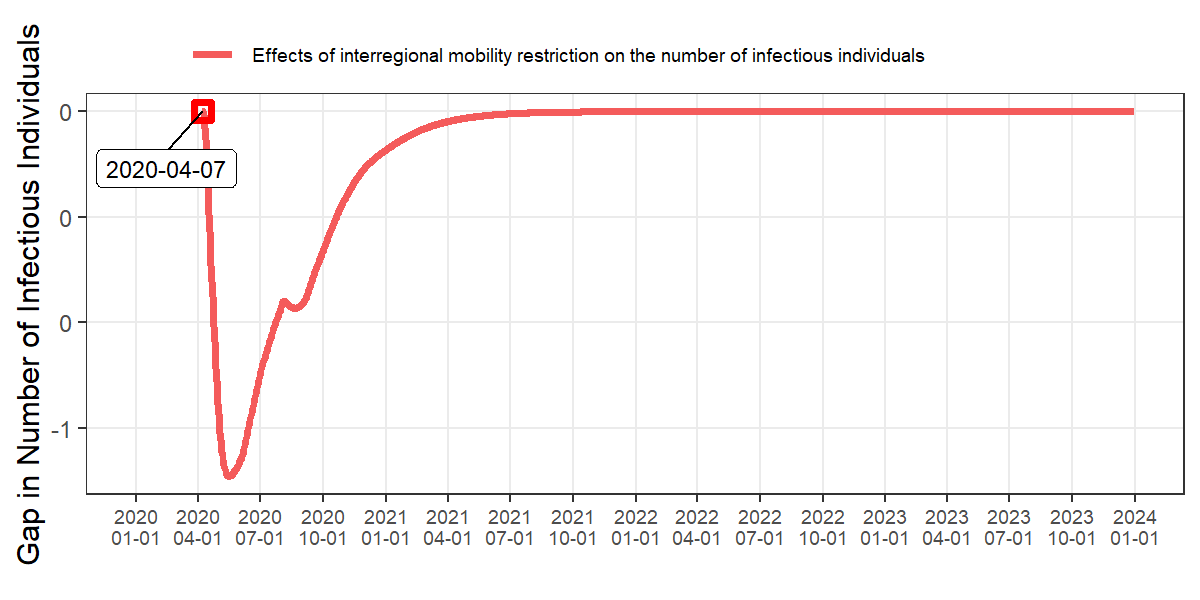 Effects of interregional mobility restriction on the number of infectious individuals
Gap in Number of Infectious Individuals
0
0
0
-1
2020-04-07
2020 2020 2020 2020 2021 2021 2021 2021 2022 2022 2022 2022 2023 2023 2023 2023 2024
01-01 04-01 07-01 10-01 01-01 04-01 07-01 10-01 01-01 04-01 07-01 10-01 01-01 04-01 07-01 10-01 01-01